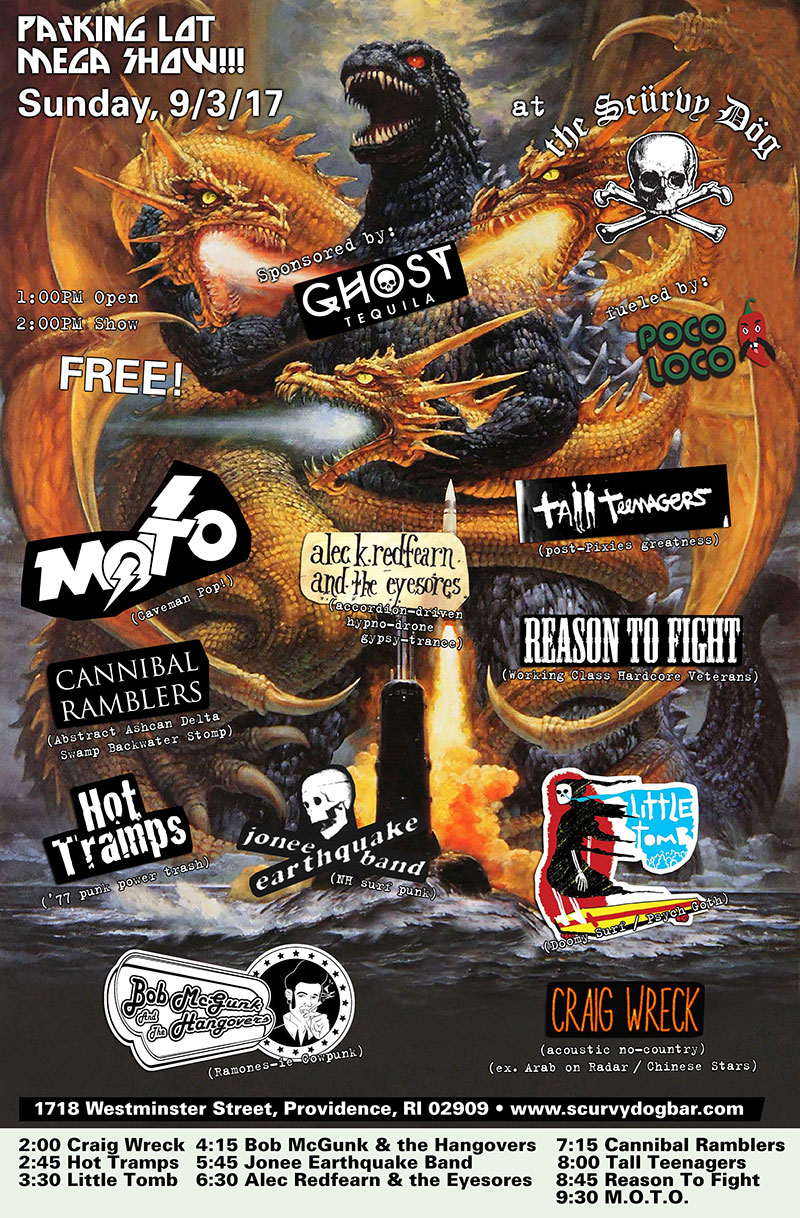 PARKING LOT
MEGA SHOW!!!
Sunday, 9/3/17
at
the Scürvy Dög
Sponsored by:
GHOST
TEQUILA
1:00PM Open
2:00PM Show
FREE!
fueled by:
POCO
LOCO
MOTO
(Caveman Pop!)
alec k. redfearn
and the eyesores
(accordion-driven
hypno-drone
gypsy-trance)
tall teenagers
(post-Pixies greatness)
REASON TO FIGHT
(Working Class Hardcore Veterans)
CANNIBAL
RAMBLERS
(Abstract Ashcan Delta
Swamp Backwater Stomp)
Hot
Tramps
('77 punk power trash)
jonee
earthquake
band
(NH surf punk)
Little
tomb
(Doomy Surf / Psych Goth)
Bob McGunk
And The Hangovers
(Ramones-ie Cowpunk)
CRAIG WRECK
(acoustic no-country)
(ex. Arab on Radar / Chinese Stars)
1718 Westminster Street, Providence, RI 02909 • www.scurvydogbar.com
2:00 Craig Wreck
2:45 Hot Tramps
3:30 Little Tomb
4:15 Bob McGunk & the Hangovers
5:45 Jonee Earthquake Band
6:30 Alec Redfearn & the Eyesores
7:15 Cannibal Ramblers
8:00 Tall Teenagers
8:45 Reason To Fight
9:30 M.O.T.O.